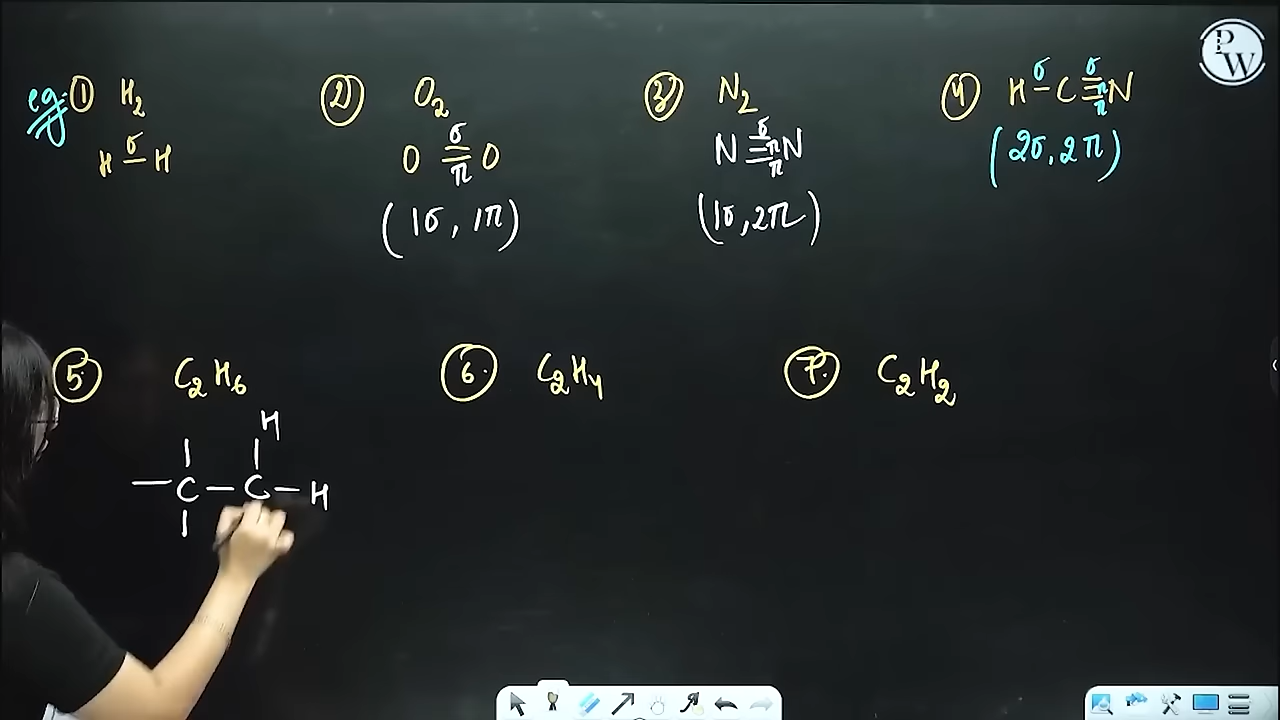 eg:
① H₂
H σ— H
② O₂
O σ=π O
(1σ, 1π)
③ N₂
N σ≡π π N
(1σ, 2π)
④ H σ— C σ≡π π N
(2σ, 2π)
PW
⑤ C₂H₆
H
— C — C — H
⑥ C₂H₄
⑦ C₂H₂